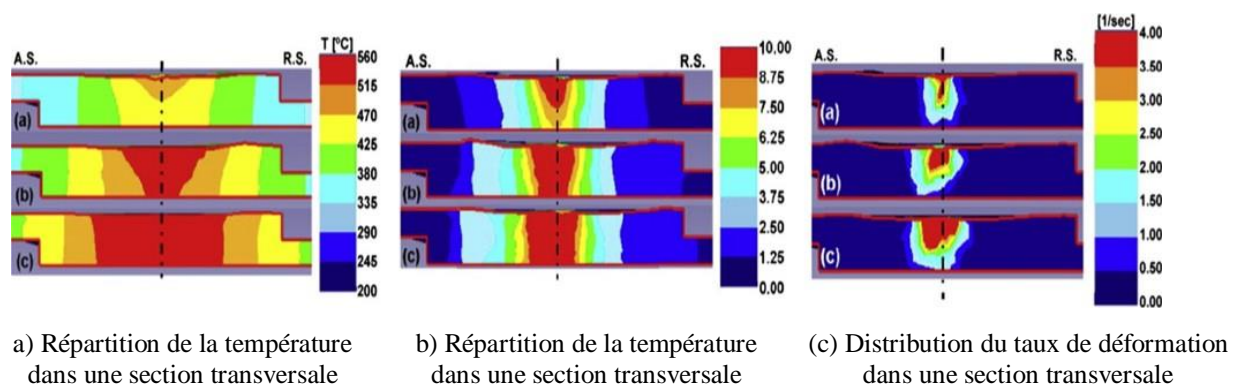 T [°C]
A.S.
R.S.
560
515
470
425
380
335
290
245
200
(a)
(b)
(c)
A.S.
R.S.
10.00
8.75
7.50
6.25
5.00
3.75
2.50
1.25
0.00
(a)
(b)
(c)
[1/sec]
A.S.
R.S.
4.00
3.50
3.00
2.50
2.00
1.50
1.00
0.50
0.00
(a)
(b)
(c)
a) Répartition de la température
dans une section transversale
b) Répartition de la température
dans une section transversale
(c) Distribution du taux de déformation
dans une section transversale